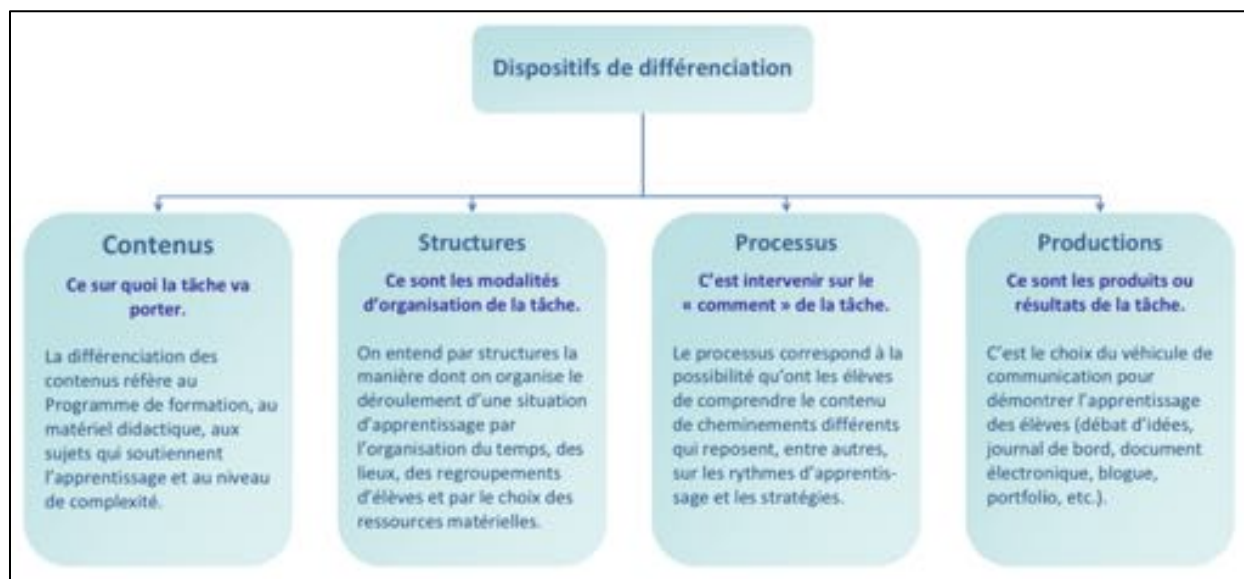 Dispositifs de différenciation
Contenus
Ce sur quoi la tâche va
porter.
La différenciation des
contenus réfère au
Programme de formation, au
matériel didactique, aux
sujets qui soutiennent
l'apprentissage et au niveau
de complexité.
Structures
Ce sont les modalités
d'organisation de la tâche.
On entend par structures la
manière dont on organise le
déroulement d'une situation
d'apprentissage par
l'organisation du temps, des
lieux, des regroupements
d'élèves et par le choix des
ressources matérielles.
Processus
C'est intervenir sur le
« comment » de la tâche.
Le processus correspond à la
possibilité qu'ont les élèves
de comprendre le contenu
de cheminements différents
qui reposent, entre autres,
sur les rythmes d'apprentis-
sage et les stratégies.
Productions
Ce sont les produits ou
résultats de la tâche.
C'est le choix du véhicule de
communication pour
démontrer l'apprentissage
des élèves (débat d'idées,
journal de bord, document
électronique, blogue,
portfolio, etc.).